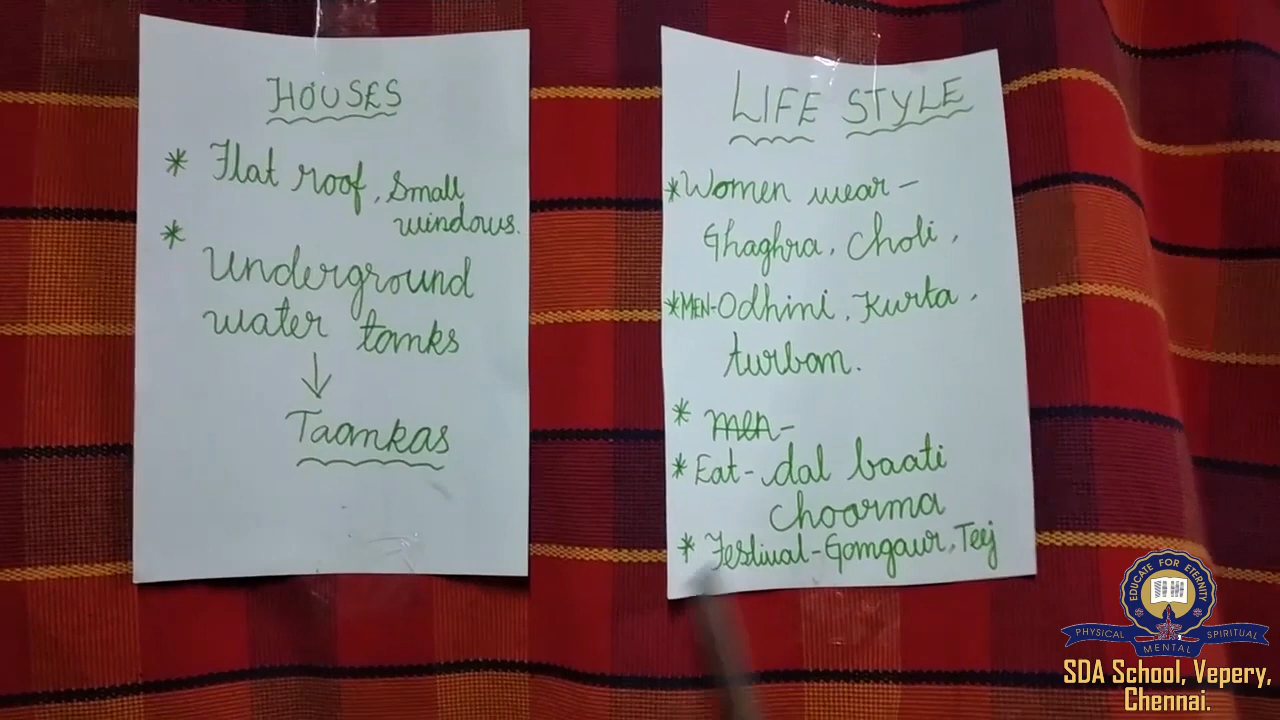 HOUSES
* Flat roof, Small
windows.
* Underground
water tanks
Taankas
LIFE STYLE
* Women wear -
Ghaghra, Choli,
* MEN - Odhini, Kurta,
turban.
* men -
* Eat - dal baati
choorma
* Festival - Gomgaur, Teej
EDUCATE FOR ETERNITY
PHYSICAL
MENTAL
SPIRITUAL
SDA School, Vepery,
Chennai.